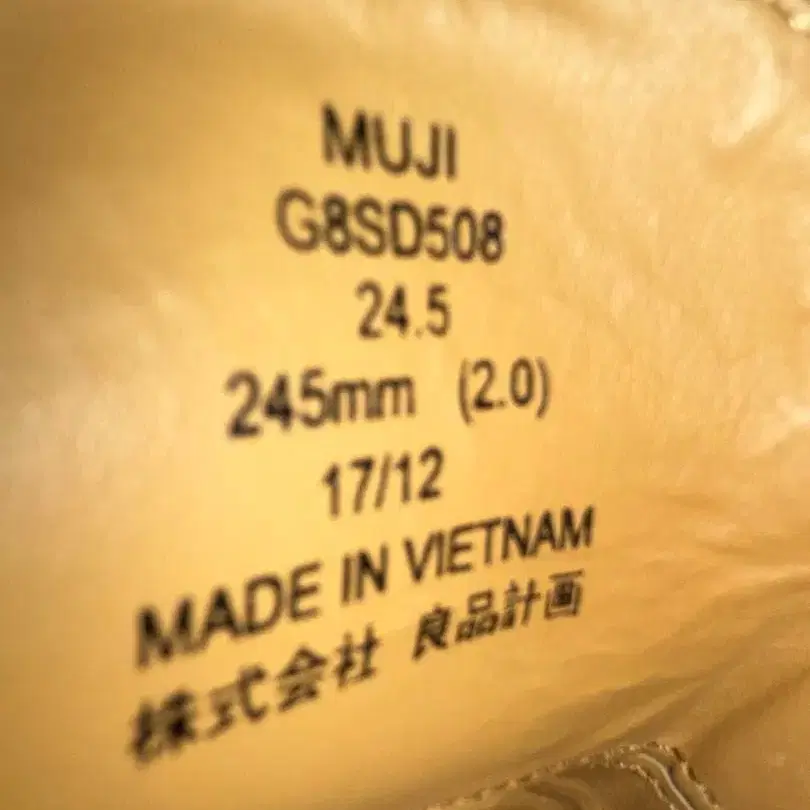 MUJI
G8SD508
24.5
245mm (2.0)
17/12
MADE IN VIETNAM
株式会社 良品計画